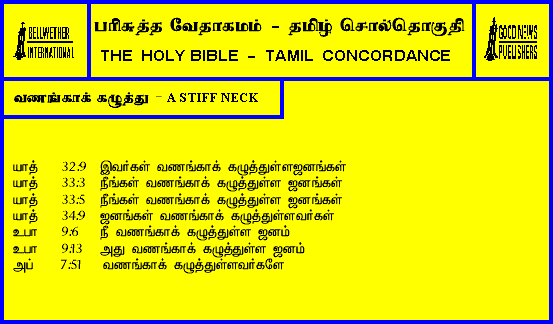 BELLWETHER
INTERNATIONAL
பரிசுத்த வேதாகமம் - தமிழ் சொல்தொகுதி
THE HOLY BIBLE - TAMIL CONCORDANCE
GOOD NEWS
PUBLISHERS
வணங்காக் கழுத்து - A STIFF NECK
யாத் 32:9 இவர்கள் வணங்காக் கழுத்துள்ளஜனங்கள்
யாத் 33:3 நீங்கள் வணங்காக் கழுத்துள்ள ஜனங்கள்
யாத் 33:5 நீங்கள் வணங்காக் கழுத்துள்ள ஜனங்கள்
யாத் 34:9 ஜனங்கள் வணங்காக் கழுத்துள்ளவர்கள்
உபா 9:6 நீ வணங்காக் கழுத்துள்ள ஜனம்
உபா 9:13 அது வணங்காக் கழுத்துள்ள ஜனம்
அப் 7:51 வணங்காக் கழுத்துள்ளவர்களே